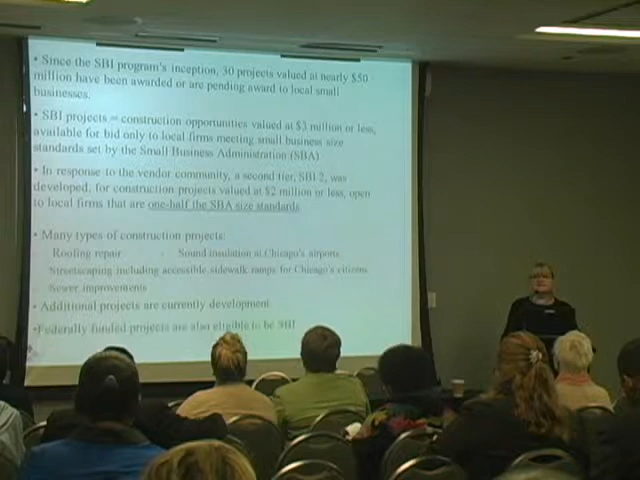 • Since the SBI program's inception, 30 projects valued at nearly $50
million have been awarded or are pending award to local small
businesses.
• SBI projects = construction opportunities valued at $3 million or less,
available for bid only to local firms meeting small business size
standards set by the Small Business Administration (SBA)
• In response to the vendor community, a second tier, SBI 2, was
developed, for construction projects valued at $2 million or less, open
to local firms that are one-half the SBA size standards
• Many types of construction projects:
Roofing repair - Sound insulation at Chicago's airports
Streetscaping including accessible sidewalk ramps for Chicago's citizens
Sewer improvements
• Additional projects are currently development
•Federally funded projects are also eligible to be SBI